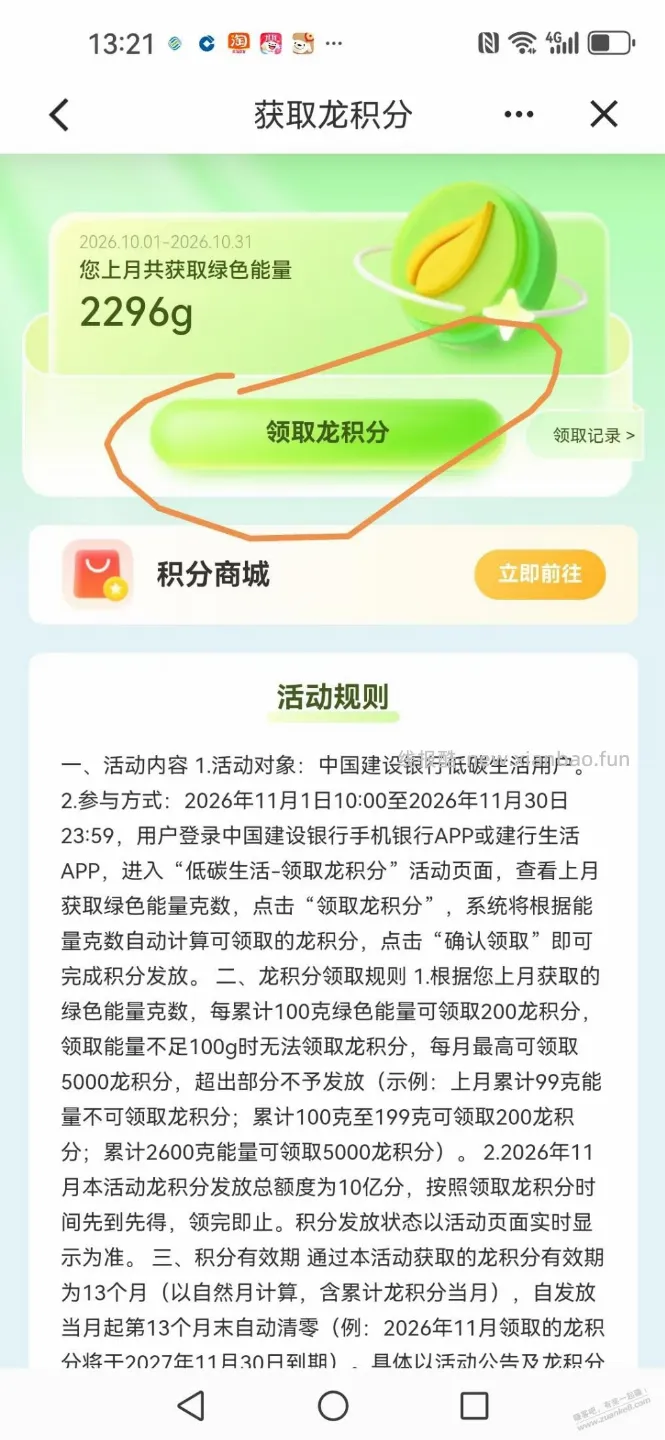 13:21
4G
获取龙积分
2026.10.01-2026.10.31
您上月共获取绿色能量
2296g
领取龙积分
领取记录 >
积分商城
立即前往
活动规则
线报酷-new.xianbao.fun
一、活动内容 1.活动对象：中国建设银行低碳生活用户。
2.参与方式：2026年11月1日10:00至2026年11月30日
23:59，用户登录中国建设银行手机银行APP或建行生活
APP，进入“低碳生活-领取龙积分”活动页面，查看上月
获取绿色能量克数，点击“领取龙积分”，系统将根据能
量克数自动计算可领取的龙积分，点击“确认领取”即可
完成积分发放。 二、龙积分领取规则 1.根据您上月获取的
绿色能量克数，每累计100克绿色能量可领取200龙积分，
领取能量不足100g时无法领取龙积分，每月最高可领取
5000龙积分，超出部分不予发放（示例：上月累计99克能
量不可领取龙积分；累计100克至199克可领取200龙积
分；累计2600克能量可领取5000龙积分）。 2.2026年11
月本活动龙积分发放总额度为10亿分，按照领取龙积分时
间先到先得，领完即止。积分发放状态以活动页面实时显
示为准。 三、积分有效期 通过本活动获取的龙积分有效期
为13个月（以自然月计算，含累计龙积分当月），自发放
当月起第13个月末自动清零（例：2026年11月领取的龙积
分将于2027年11月30日到期）。具体以活动公告及龙积分
赚客吧，有奖一起赚！
www.zuanke8.com